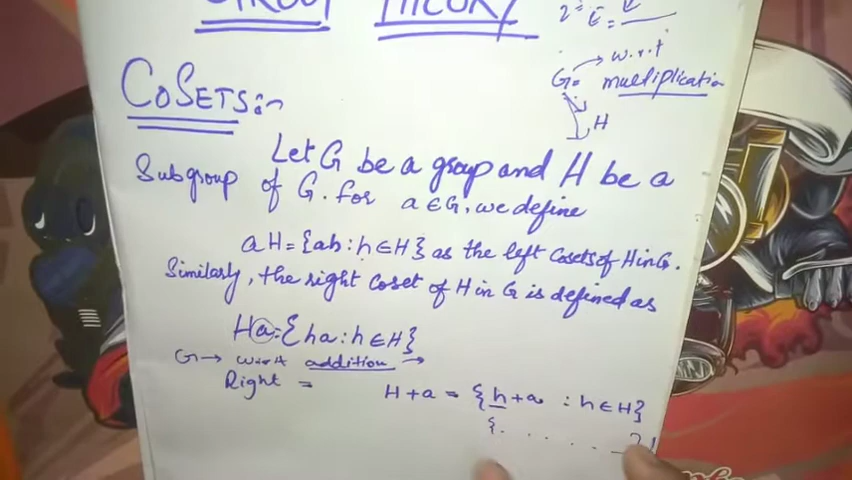 THEORY
w.r.t
G. multiplication
H
COSETS:~
Let G be a group and H be a
Subgroup of G. For a ∈ G, we define
aH = {ah : h ∈ H} as the left cosets of H in G.
Similarly, the right coset of H in G is defined as
Ha = {ha : h ∈ H}
G → w.r.t addition →
Right =
H + a = {h + a : h ∈ H}
{. . . . .